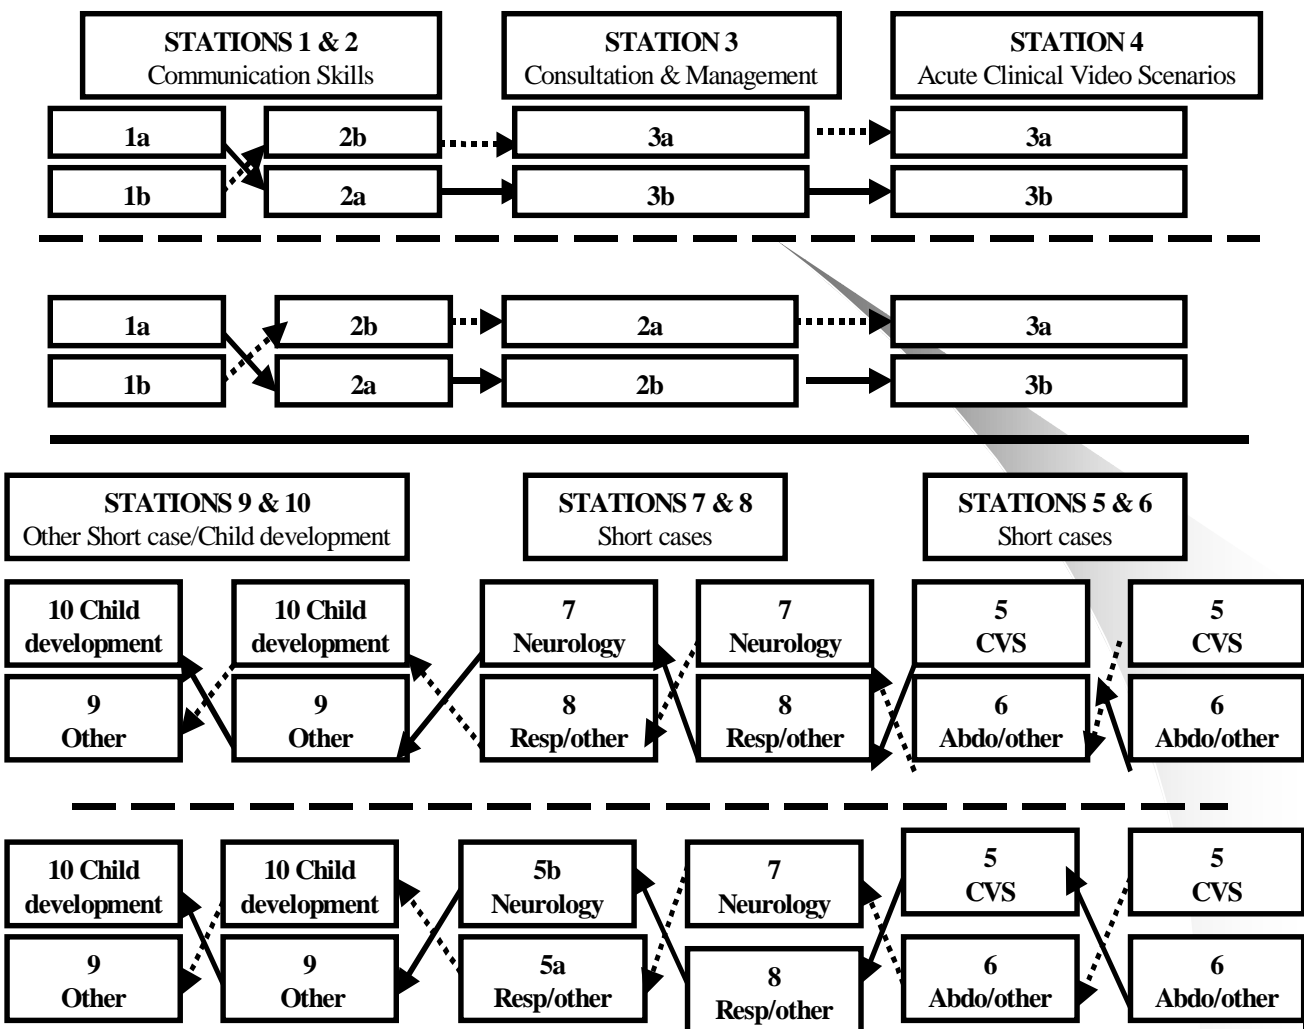 STATIONS 1 & 2
Communication Skills
STATION 3
Consultation & Management
STATION 4
Acute Clinical Video Scenarios
1a
2b
3a
3a
1b
2a
3b
3b
1a
2b
2a
3a
1b
2a
2b
3b
STATIONS 9 & 10
Other Short case/Child development
STATIONS 7 & 8
Short cases
STATIONS 5 & 6
Short cases
10 Child
development
10 Child
development
7
Neurology
7
Neurology
5
CVS
5
CVS
9
Other
9
Other
8
Resp/other
8
Resp/other
6
Abdo/other
6
Abdo/other
10 Child
development
10 Child
development
5b
Neurology
7
Neurology
5
CVS
5
CVS
9
Other
9
Other
5a
Resp/other
8
Resp/other
6
Abdo/other
6
Abdo/other